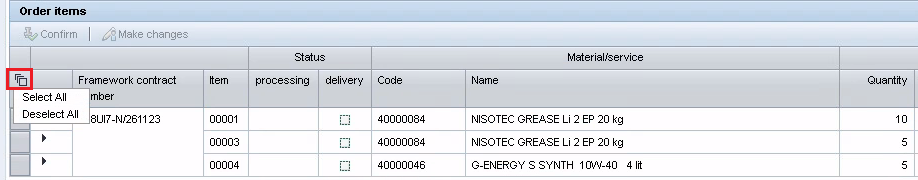 Order items
Confirm Make changes
Status Material/service
Framework contract Item processing delivery Code Name Quantity
Select All
Deselect All
8UI7-N/261123 00001 40000084 NISOTEC GREASE Li 2 EP 20 kg 10
00003 40000084 NISOTEC GREASE Li 2 EP 20 kg 5
00004 40000046 G-ENERGY S SYNTH 10W-40 4 lit 5